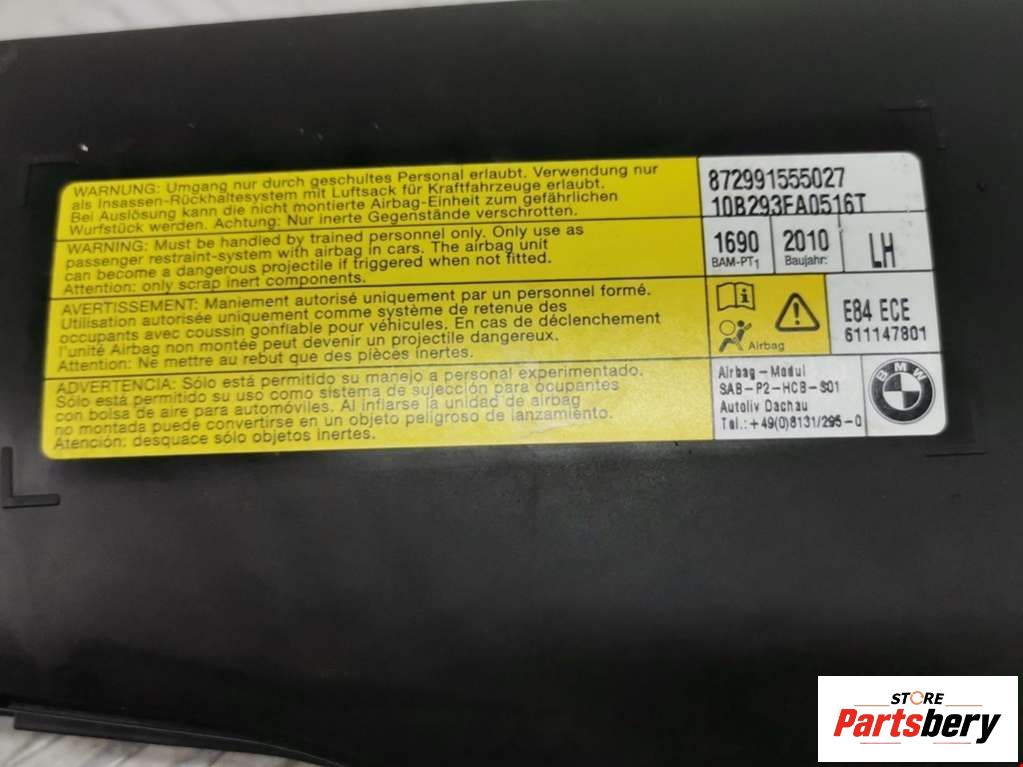 WARNUNG: Umgang nur durch geschultes Personal erlaubt. Verwendung nur
als Insassen-Rückhaltesystem mit Luftsack für Kraftfahrzeuge erlaubt.
Bei Auslösung kann die nicht montierte Airbag-Einheit zum gefährlichen
Wurfstück werden. Achtung: Nur inerte Gegenstände verschrotten.
WARNING: Must be handled by trained personnel only. Only use as
passenger restraint-system with airbag in cars. The airbag unit
can become a dangerous projectile if triggered when not fitted.
Attention: only scrap inert components.
AVERTISSEMENT: Maniement autorisé uniquement par un personnel formé.
Utilisation autorisée uniquement comme système de retenue des
occupants avec coussin gonflable pour véhicules. En cas de déclenchement
l'unité Airbag non montée peut devenir un projectile dangereux.
Attention: Ne mettre au rebut que des pièces inertes.
ADVERTENCIA: Sólo está permitido su manejo a personal experimentado.
Sólo está permitido su uso como sistema de sujección para ocupantes
con bolsa de aire para automóviles. Al inflarse la unidad de airbag
no montada puede convertirse en un objeto peligroso de lanzamiento.
Atención: desguace sólo objetos inertes.
872991555027
10B293FA0516T
1690
BAM-PT1
2010
Baujahr:
LH
Airbag
E84 ECE
611147801
Airbag-Modul
SAB-P2-HCB-S01
Autoliv Dachau
Tel.: +49(0)8131/295-0
BMW
STORE
Partsbery